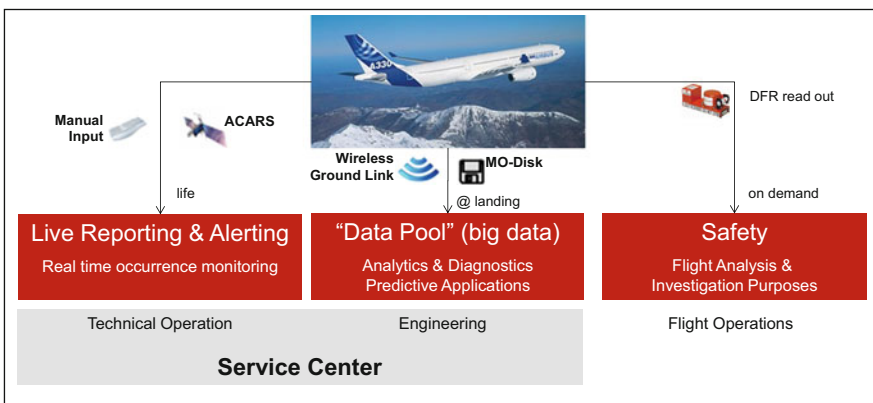 A330
Manual
Input
ACARS
DFR read out
Wireless
Ground Link
MO-Disk
life
@ landing
on demand
Live Reporting & Alerting
Real time occurrence monitoring
“Data Pool” (big data)
Analytics & Diagnostics
Predictive Applications
Safety
Flight Analysis &
Investigation Purposes
Technical Operation
Engineering
Flight Operations
Service Center